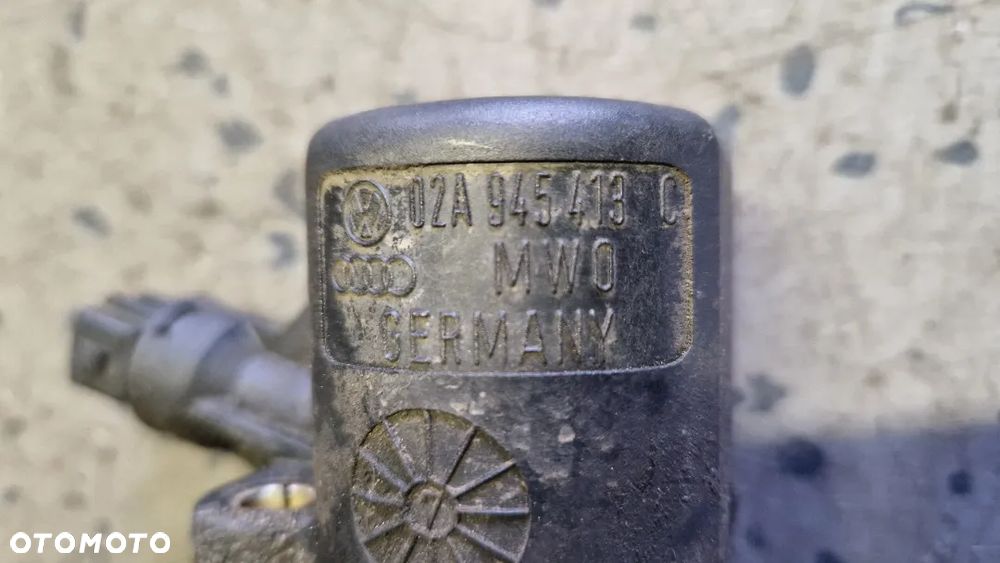 02A 945 413 C
MWO
GERMANY
OTOMOTO